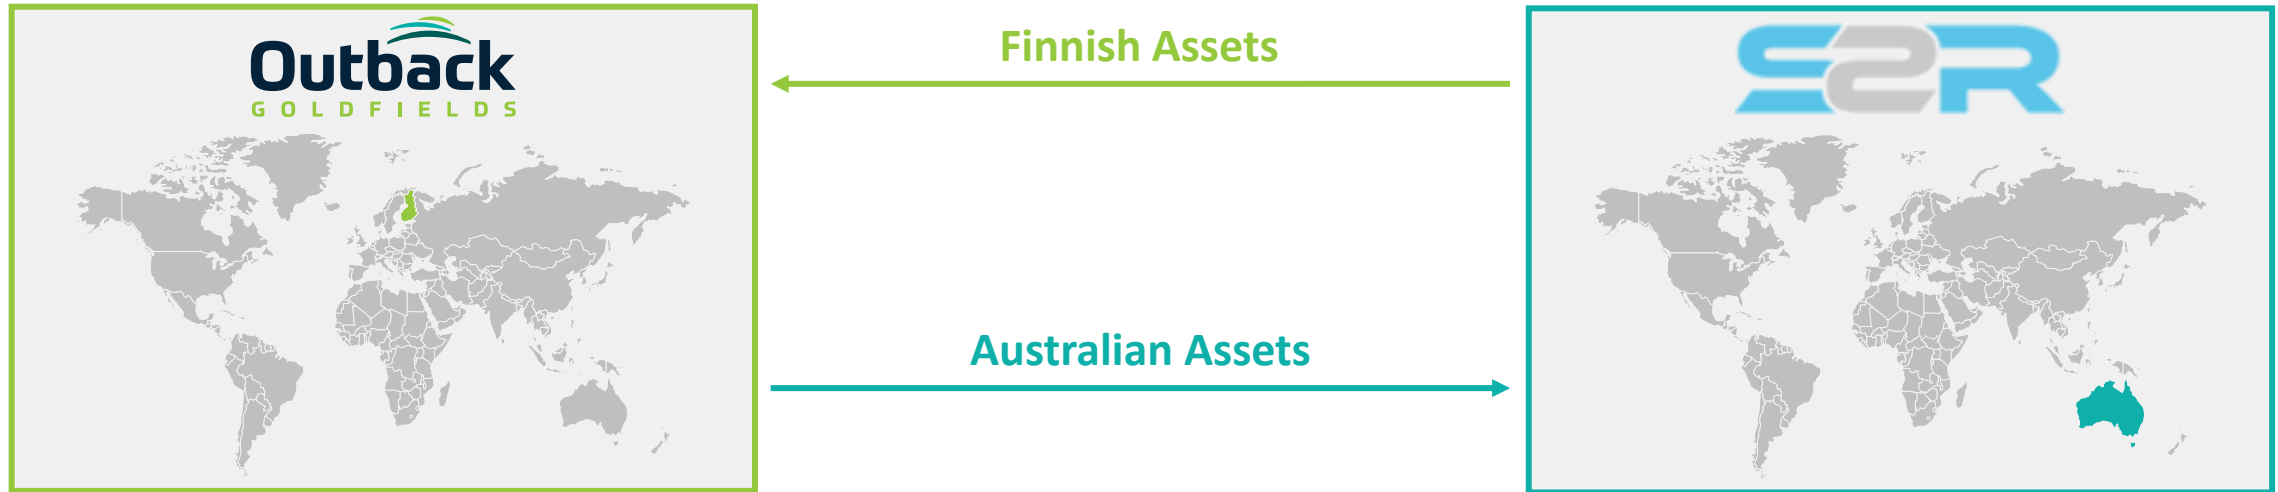 Outback
GOLDFIELDS
Finnish Assets
S2R
Australian Assets